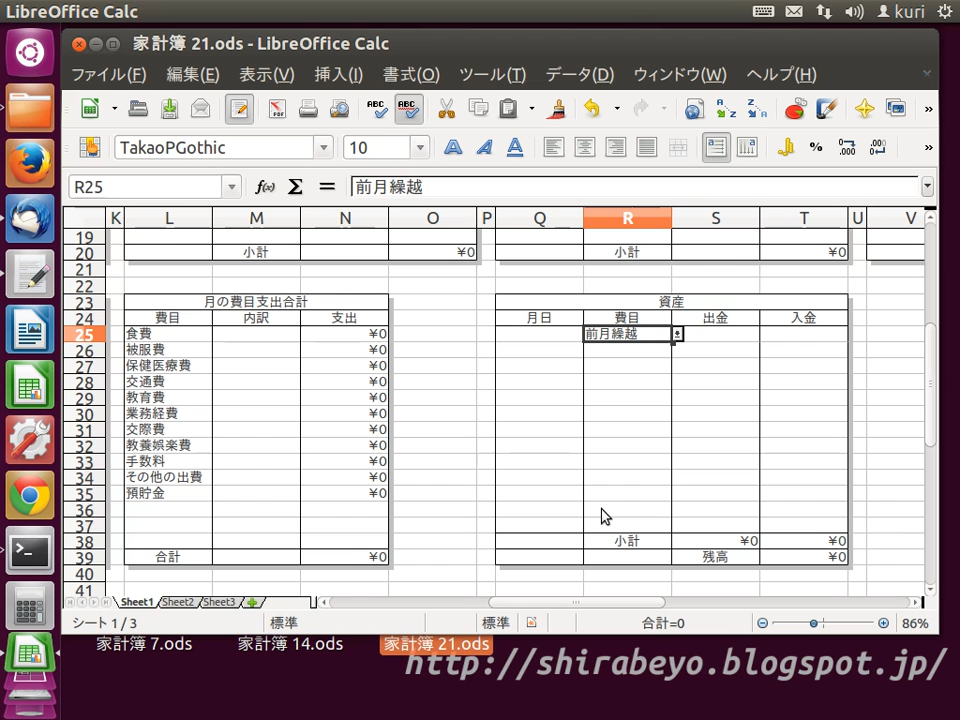 LibreOffice Calc
kuri
家計簿 21.ods - LibreOffice Calc
ファイル(F) 編集(E) 表示(V) 挿入(I) 書式(O) ツール(T) データ(D) ウィンドウ(W) ヘルプ(H)
TakaoPGothic 10
R25 前月繰越
K L M N O P Q R S T U V
19
20 小計 ¥0 小計 ¥0
21
22
23 月の費目支出合計 資産
24 費目 内訳 支出 月日 費目 出金 入金
25 食費 ¥0 前月繰越
26 被服費 ¥0
27 保健医療費 ¥0
28 交通費 ¥0
29 教育費 ¥0
30 業務経費 ¥0
31 交際費 ¥0
32 教養娯楽費 ¥0
33 手数料 ¥0
34 その他の出費 ¥0
35 預貯金 ¥0
36
37
38 小計 ¥0 ¥0
39 合計 ¥0 残高 ¥0
40
41
Sheet1 Sheet2 Sheet3
シート 1 / 3 標準 標準 合計=0 86%
家計簿 7.ods 家計簿 14.ods 家計簿 21.ods
http://shirabeyo.blogspot.jp/